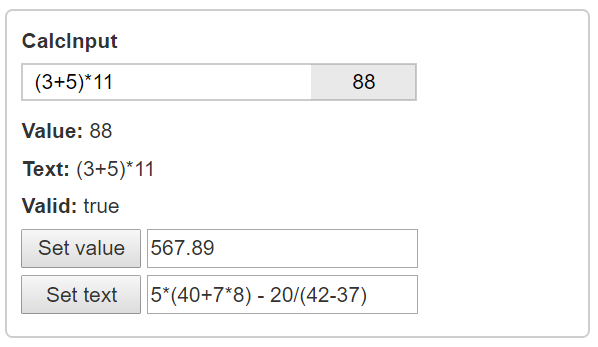 CalcInput
(3+5)*11 88
Value: 88
Text: (3+5)*11
Valid: true
Set value 567.89
Set text 5*(40+7*8) - 20/(42-37)